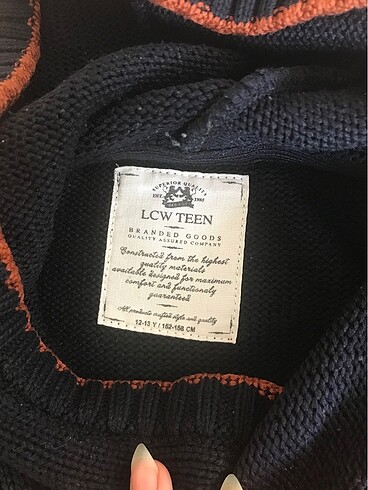 SUPERIOR QUALITY
EST. 1985
LCW TEEN
BRANDED GOODS
QUALITY ASSURED COMPANY
Constructed from the highest
quality materials
available designed for maximum
comfort and functionaly
guaranteed
All products crafted style and quality
12-13 Y / 152-158 CM